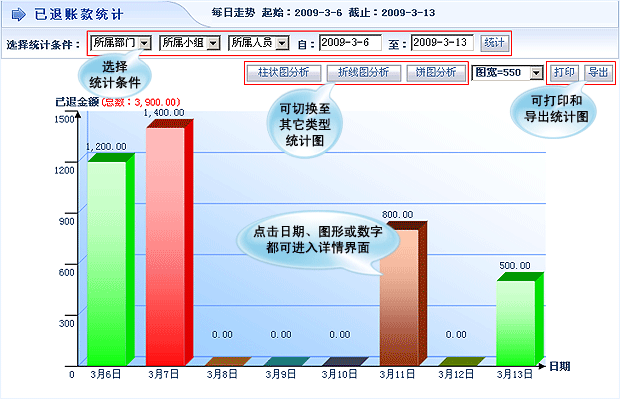 已退账款统计
每日走势 起始：2009-3-6 截止：2009-3-13
选择统计条件： 所属部门 所属小组 所属人员 自： 2009-3-6 至： 2009-3-13 统计
柱状图分析 折线图分析 饼图分析 图宽=550 打印 导出
选择
统计条件
可切换至
其它类型
统计图
可打印和
导出统计图
已退金额(总数：3,900.00)
1500
1200
900
600
300
0
1,200.00
1,400.00
0.00
0.00
0.00
800.00
0.00
500.00
点击日期、图形或数字
都可进入详情界面
3月6日 3月7日 3月8日 3月9日 3月10日 3月11日 3月12日 3月13日
日期